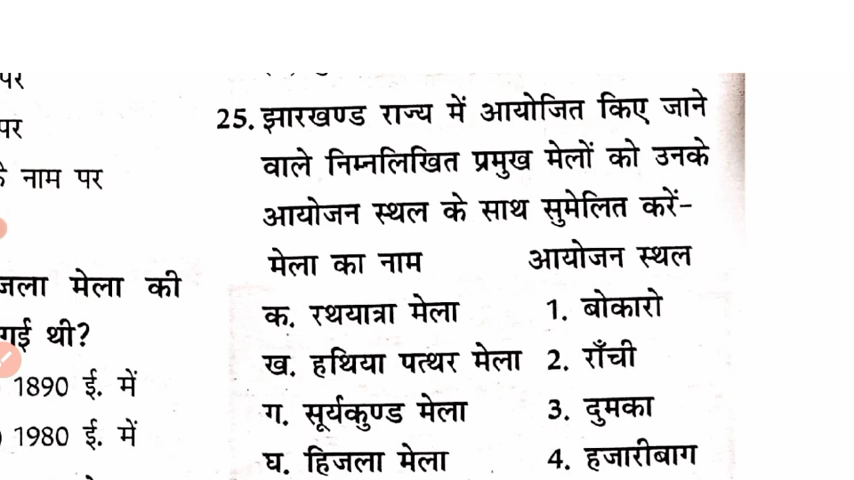 पर
पर
नाम पर
मेला की
गई थी?
1890 ई. में
1980 ई. में
25. झारखण्ड राज्य में आयोजित किए जाने
वाले निम्नलिखित प्रमुख मेलों को उनके
आयोजन स्थल के साथ सुमेलित करें-
मेला का नाम आयोजन स्थल
क. रथयात्रा मेला 1. बोकारो
ख. हथिया पत्थर मेला 2. राँची
ग. सूर्यकुण्ड मेला 3. दुमका
घ. हिजला मेला 4. हजारीबाग